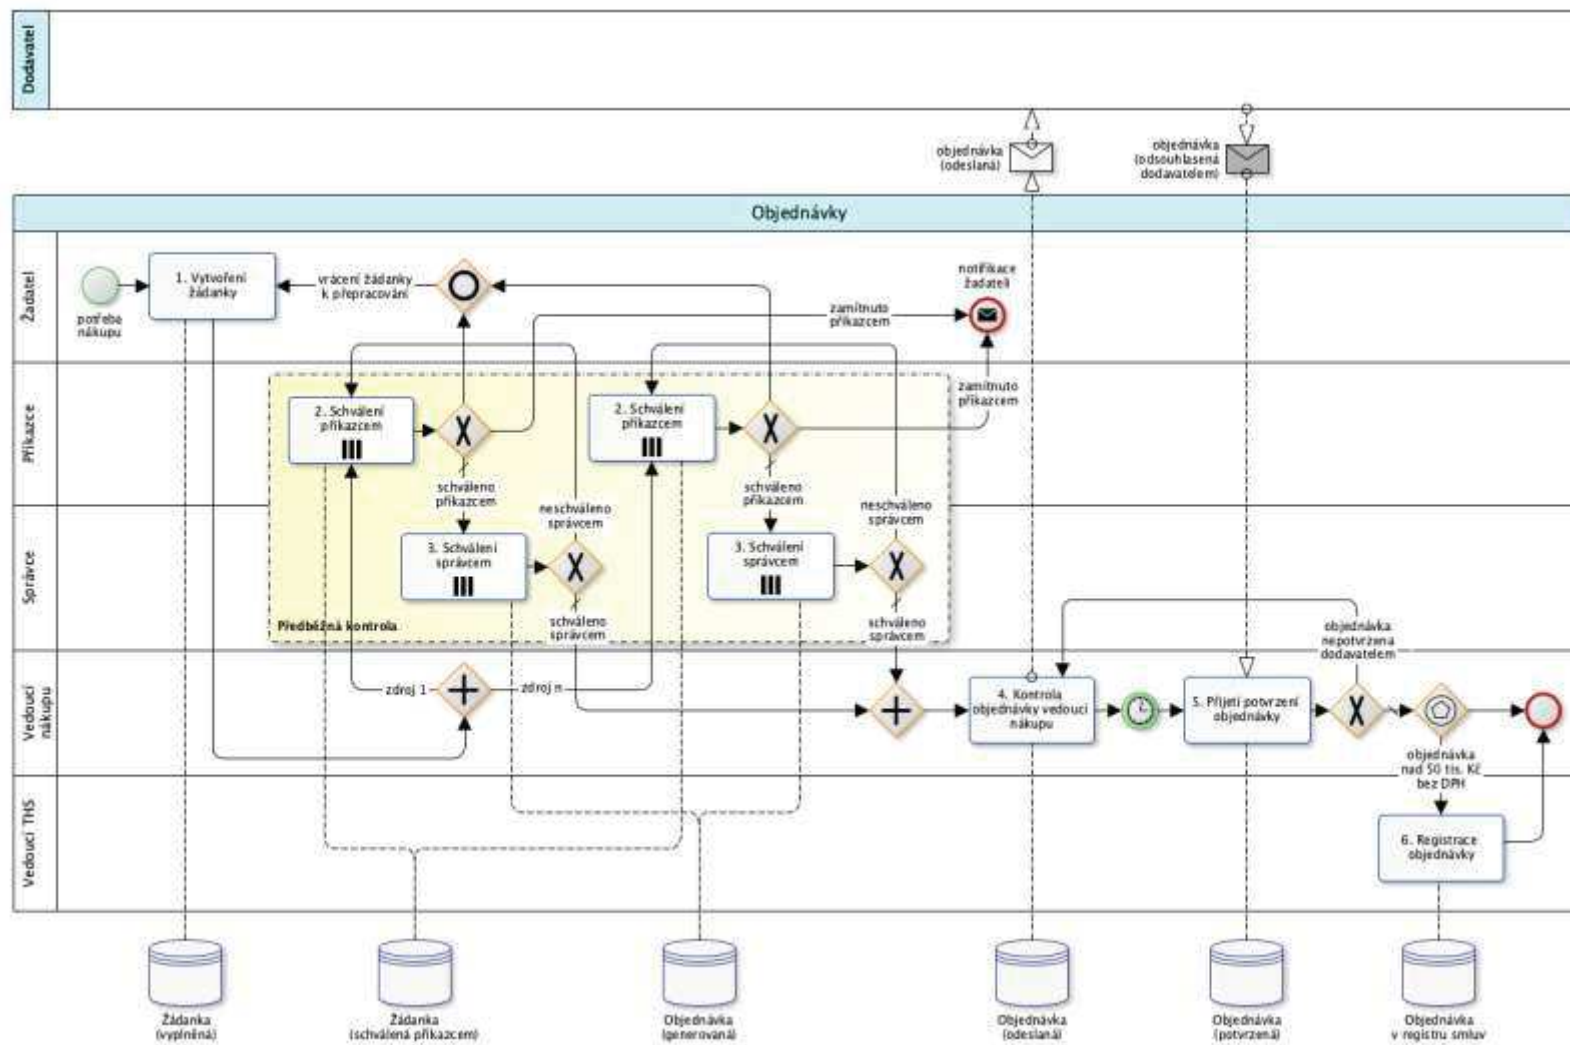 Dodavatel
objednávka
(odeslaná)
objednávka
(odsouhlasená
dodavatelem)
Objednávky
Žadatel
potřeba
nákupu
1. Vytvoření
žádanky
vrácení žádanky
k přepracování
zamítnuto
příkazcem
notifikace
žadateli
Příkazce
2. Schválení
příkazcem
schváleno
příkazcem
2. Schválení
příkazcem
schváleno
příkazcem
zamítnuto
příkazcem
Správce
neschváleno
správcem
3. Schválení
správcem
schváleno
správcem
neschváleno
správcem
3. Schválení
správcem
schváleno
správcem
Předběžná kontrola
Vedoucí
nákupu
zdroj 1
zdroj n
4. Kontrola
objednávky vedoucí
nákupu
5. Přijetí potvrzení
objednávky
objednávka
nepotvrzena
dodavatelem
objednávka
nad 50 tis. Kč
bez DPH
Vedoucí THS
6. Registrace
objednávky
Žádanka
(vyplněná)
Žádanka
(schválená příkazcem)
Objednávka
(generovaná)
Objednávka
(odeslaná)
Objednávka
(potvrzená)
Objednávka
v registru smluv